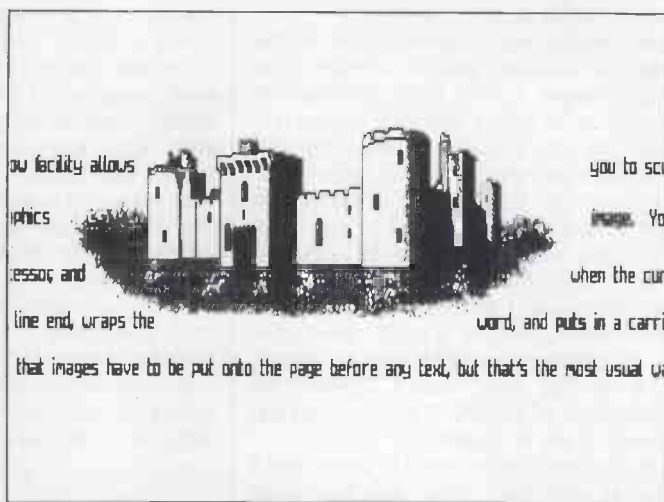 ow facility allows you to scu
phics image. Yo
cessor, and when the cur
line end, wraps the word, and puts in a carri
that images have to be put onto the page before any text, but that's the most usual wa